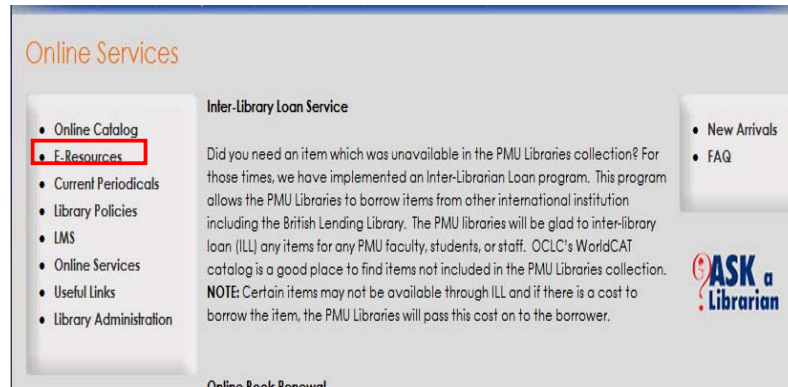 Online Services
Online Catalog
E-Resources
Current Periodicals
Library Policies
LMS
Online Services
Useful Links
Library Administration
Inter-Library Loan Service
Did you need an item which was unavailable in the PMU Libraries collection? For
those times, we have implemented an Inter-Librarian Loan program. This program
allows the PMU Libraries to borrow items from other international institution
including the British Lending Library. The PMU libraries will be glad to inter-library
loan (ILL) any items for any PMU faculty, students, or staff. OCLC's WorldCAT
catalog is a good place to find items not included in the PMU Libraries collection.
NOTE: Certain items may not be available through ILL and if there is a cost to
borrow the item, the PMU Libraries will pass this cost on to the borrower.
Online Book Renewal
New Arrivals
FAQ
ASK a
Librarian